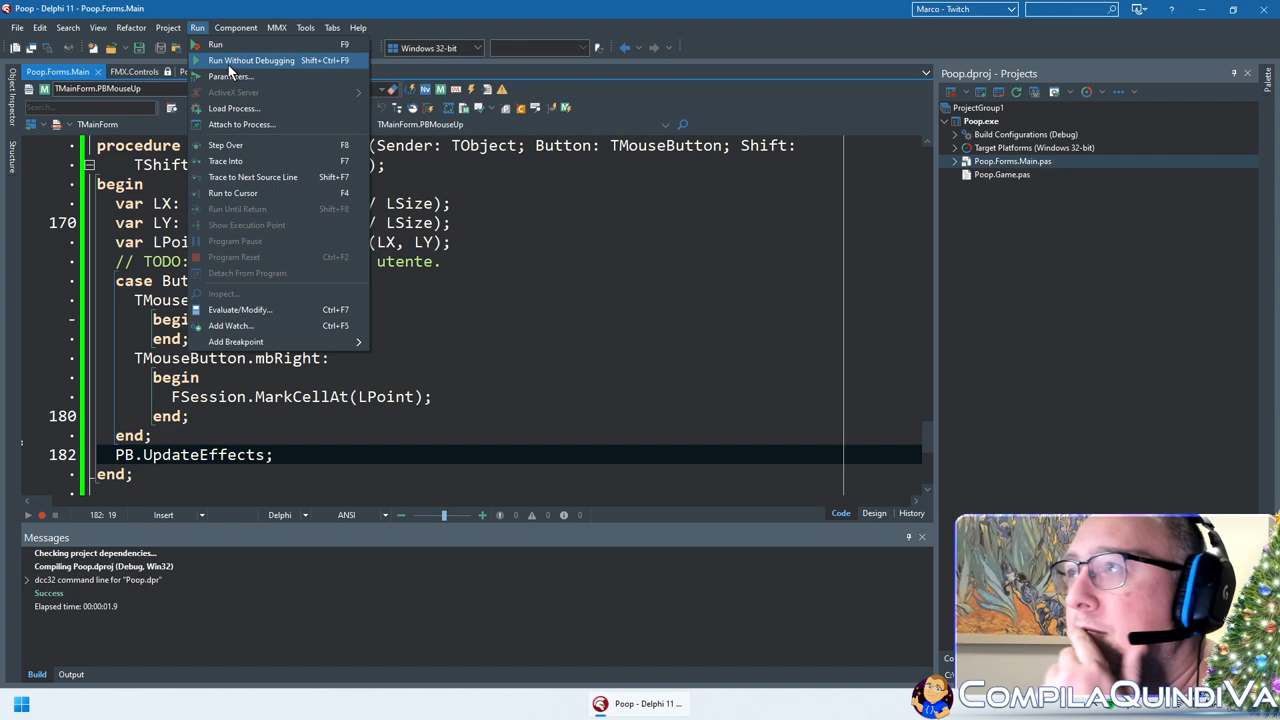 Poop - Delphi 11 - Poop.Forms.Main
Marco - Twitch
File Edit Search View Refactor Project Run Component MMX Tools Tabs Help
Windows 32-bit
Run F9
Run Without Debugging Shift+Ctrl+F9
Parameters...
ActiveX Server
Load Process...
Attach to Process...
Step Over F8
Trace Into F7
Trace to Next Source Line Shift+F7
Run to Cursor F4
Run Until Return Shift+F8
Show Execution Point
Program Pause
Program Reset Ctrl+F2
Detach From Program
Inspect...
Evaluate/Modify... Ctrl+F7
Add Watch... Ctrl+F5
Add Breakpoint
Poop.Forms.Main FMX.Controls Po
TMainForm.PBMouseUp
Search...
TMainForm
TMainForm.PBMouseUp
Object Inspector
Structure
procedure (Sender: TObject; Button: TMouseButton; Shift:
TShift );
begin
var LX: / LSize);
170 var LY: / LSize);
var LPoin (LX, LY);
// TODO: utente.
case But
TMouse
begi
end;
TMouseButton.mbRight:
begin
FSession.MarkCellAt(LPoint);
180 end;
end;
182 PB.UpdateEffects;
end;
182: 19 Insert Delphi ANSI 0 0 0 Code Design History
Messages
Checking project dependencies...
Compiling Poop.dproj (Debug, Win32)
dcc32 command line for "Poop.dpr"
Success
Elapsed time: 00:00:01.9
Build Output
Poop.dproj - Projects
ProjectGroup1
Poop.exe
Build Configurations (Debug)
Target Platforms (Windows 32-bit)
Poop.Forms.Main.pas
Poop.Game.pas
Palette
Co
C:\
Poop - Delphi 11 ...
COMPILAQUINDIVA